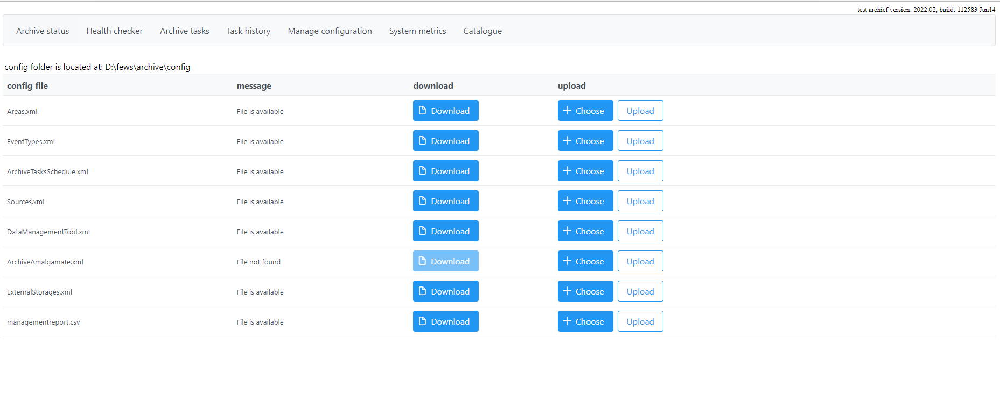 test archief version: 2022.02, build: 112583 Jun14
Archive status Health checker Archive tasks Task history Manage configuration System metrics Catalogue
config folder is located at: D:\fews\archive\config
config file message download upload
Areas.xml File is available Download Choose Upload
EventTypes.xml File is available Download Choose Upload
ArchiveTasksSchedule.xml File is available Download Choose Upload
Sources.xml File is available Download Choose Upload
DataManagementTool.xml File is available Download Choose Upload
ArchiveAmalgamate.xml File not found Download Choose Upload
ExternalStorages.xml File is available Download Choose Upload
managementreport.csv File is available Download Choose Upload